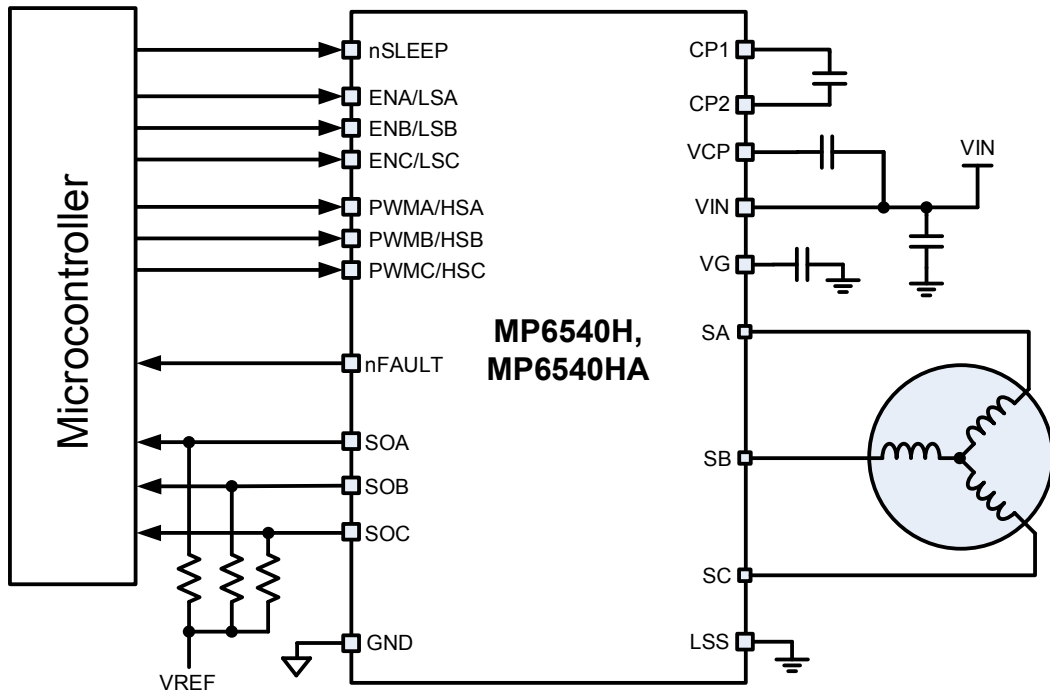 Microcontroller
nSLEEP
ENA/LSA
ENB/LSB
ENC/LSC
PWMA/HSA
PWMB/HSB
PWMC/HSC
nFAULT
SOA
SOB
SOC
GND
VREF
MP6540H,
MP6540HA
CP1
CP2
VCP
VIN
VG
SA
SB
SC
LSS
VIN